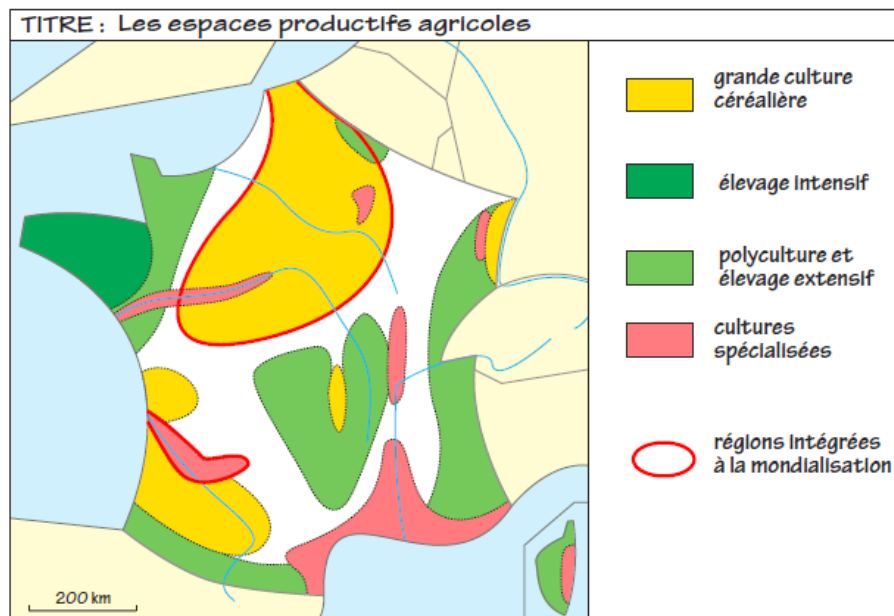 TITRE : Les espaces productifs agricoles
grande culture
céréalière
élevage intensif
polyculture et
élevage extensif
cultures
spécialisées
régions intégrées
à la mondialisation
200 km